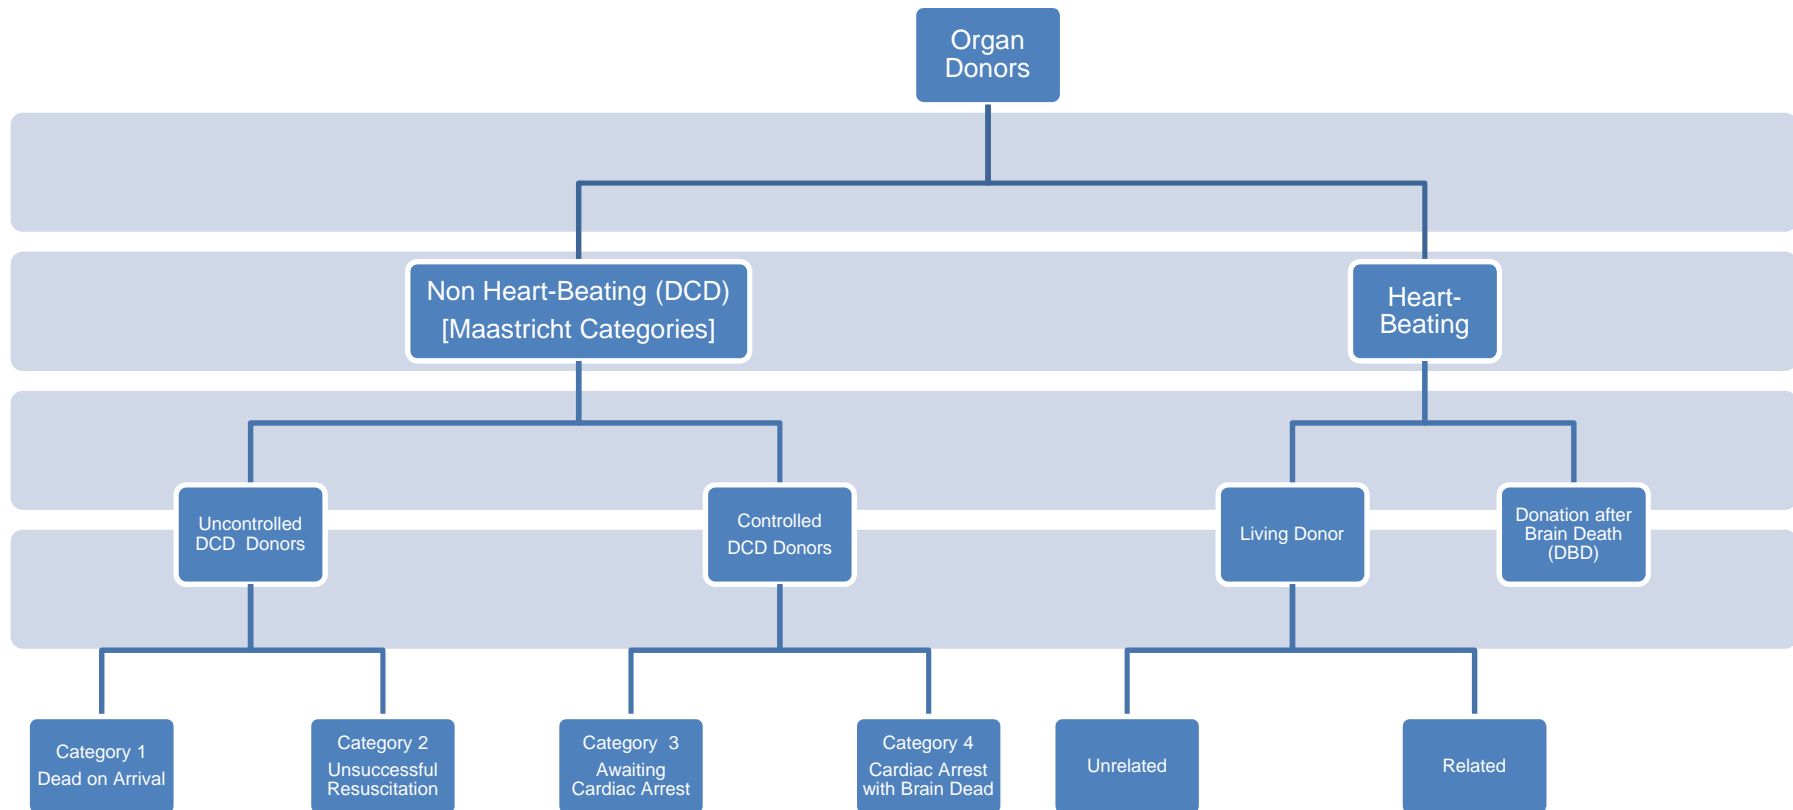 Organ
Donors
Non Heart-Beating (DCD)
[Maastricht Categories]
Heart-
Beating
Uncontrolled
DCD Donors
Controlled
DCD Donors
Living Donor
Donation after
Brain Death
(DBD)
Category 1
Dead on Arrival
Category 2
Unsuccessful
Resuscitation
Category 3
Awaiting
Cardiac Arrest
Category 4
Cardiac Arrest
with Brain Dead
Unrelated
Related